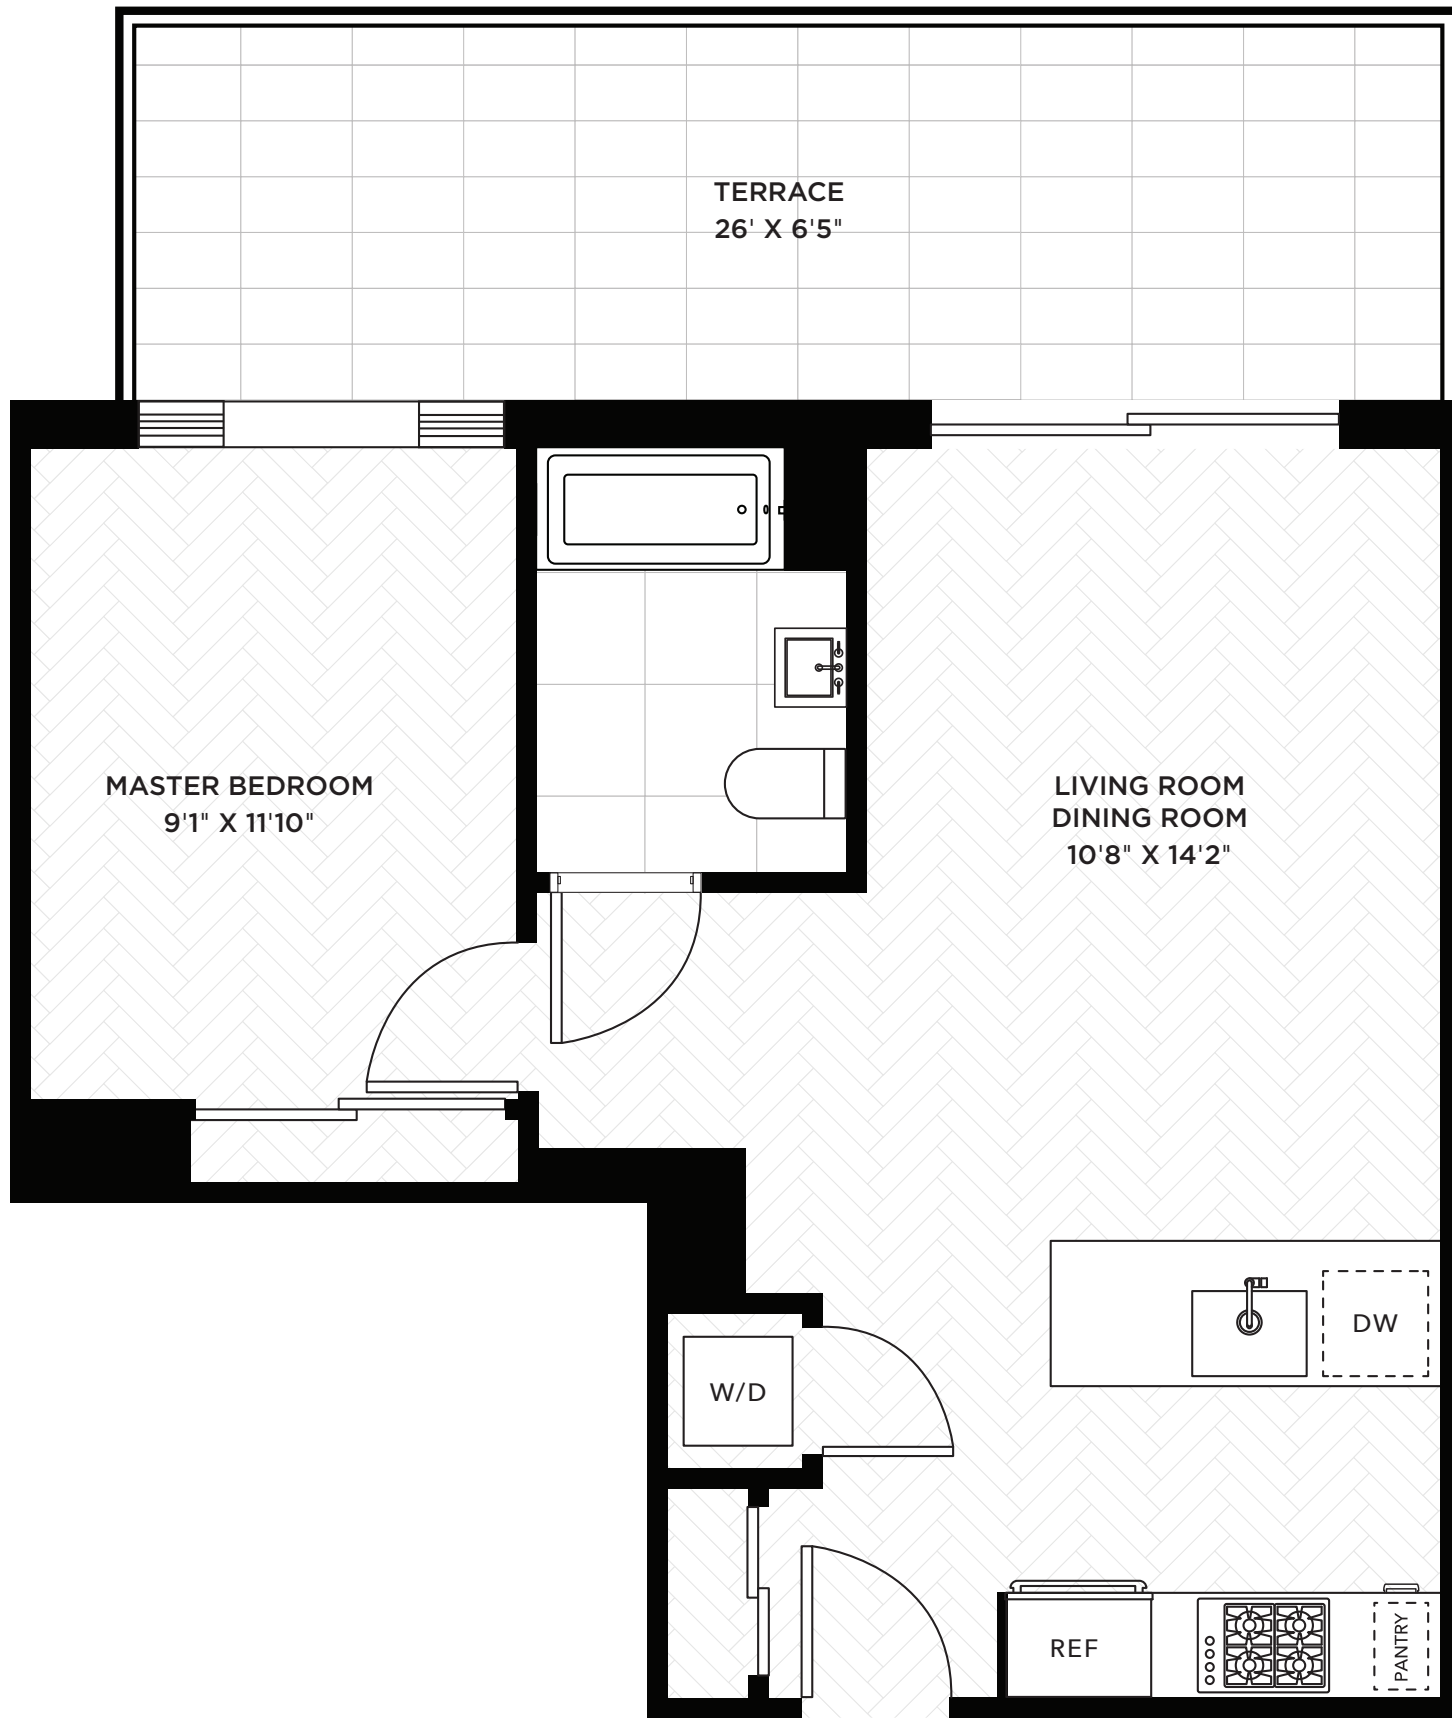 TERRACE
26' X 6'5"
MASTER BEDROOM
9'1" X 11'10"
LIVING ROOM
DINING ROOM
10'8" X 14'2"
DW
W/D
REF
PANTRY